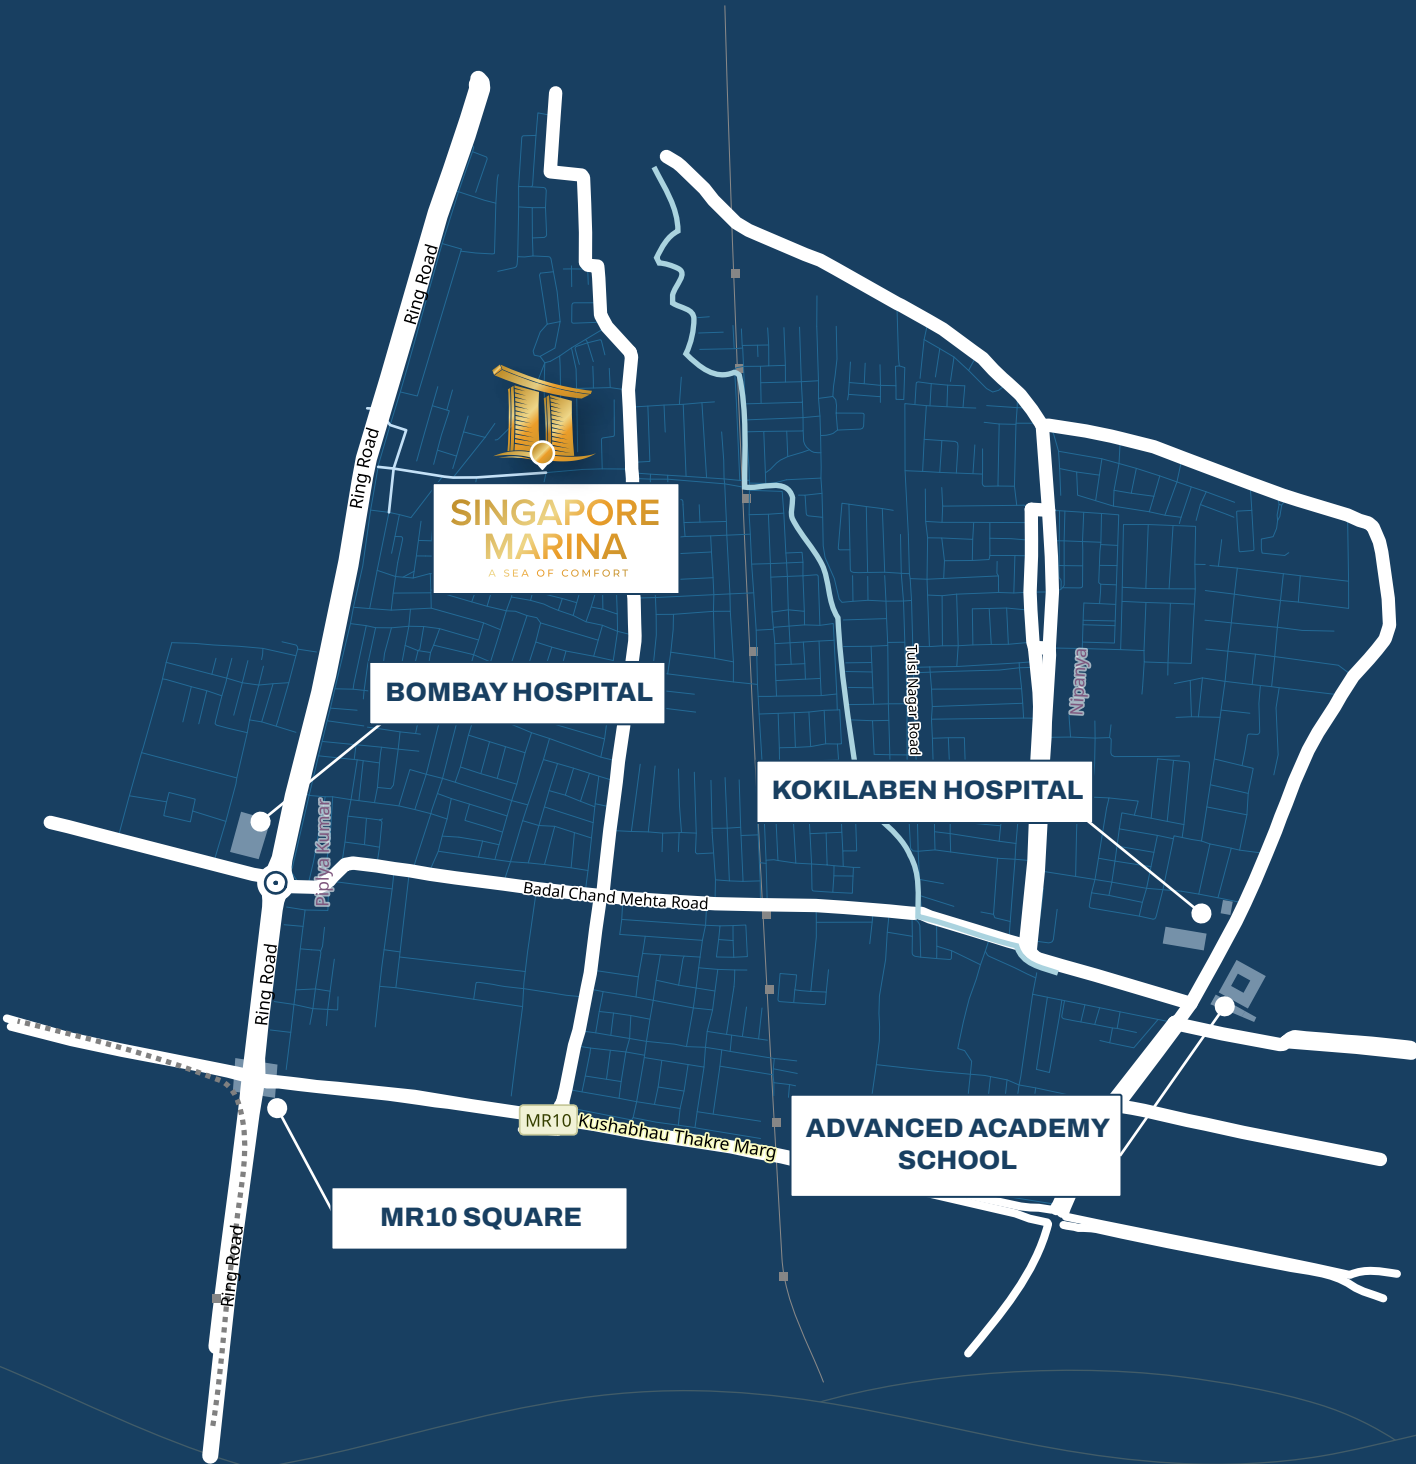 Ring Road
Ring Road
SINGAPORE
MARINA
A SEA OF COMFORT
Tulsi Nagar Road
Nipanya
BOMBAY HOSPITAL
KOKILABEN HOSPITAL
Pipliya Kumar
Badal Chand Mehta Road
Ring Road
MR10
Kushabhau Thakre Marg
ADVANCED ACADEMY
SCHOOL
MR10 SQUARE
Ring Road